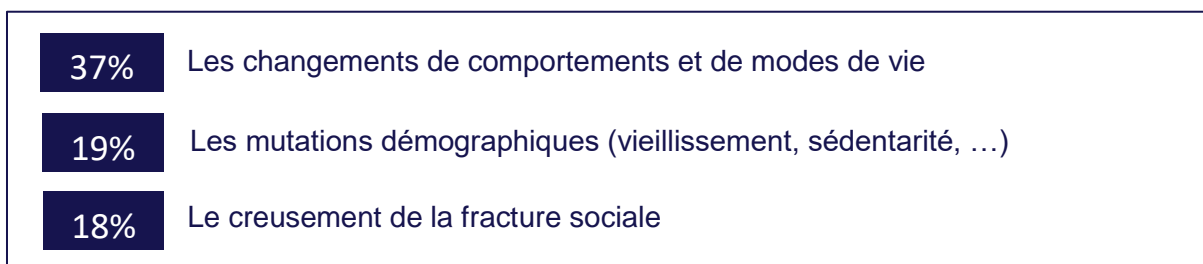 37% Les changements de comportements et de modes de vie
19% Les mutations démographiques (vieillissement, sédentarité, …)
18% Le creusement de la fracture sociale